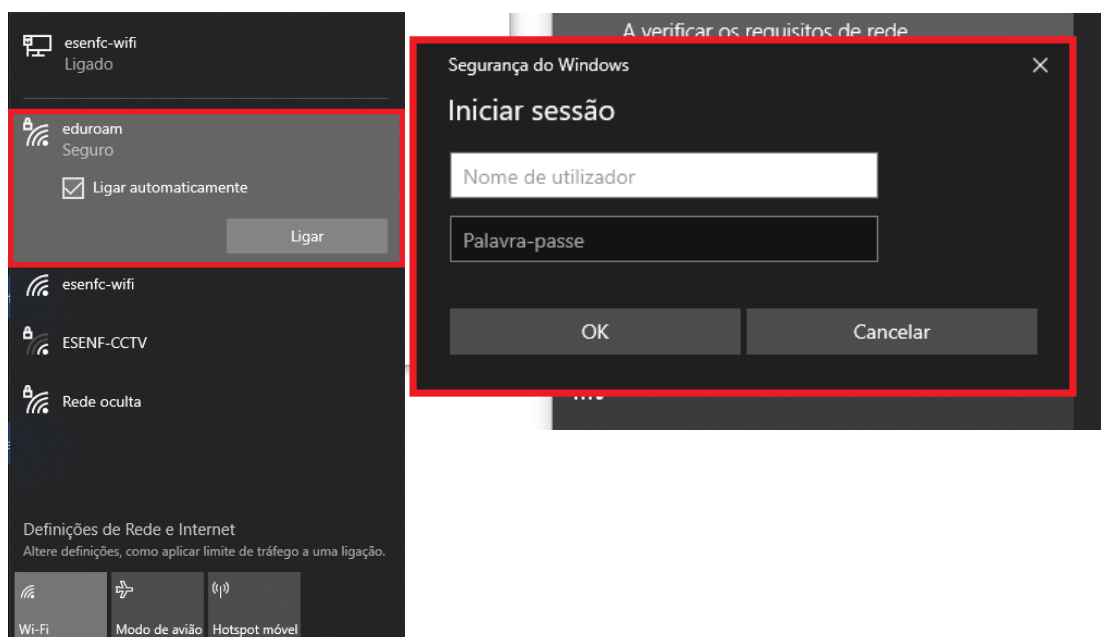 esenfc-wifi
Ligado
eduroam
Seguro
Ligar automaticamente
Ligar
esenfc-wifi
ESENF-CCTV
Rede oculta
Definições de Rede e Internet
Altere definições, como aplicar limite de tráfego a uma ligação.
Wi-Fi
Modo de avião
Hotspot móvel
A verificar os requisitos de rede
Segurança do Windows
Iniciar sessão
Nome de utilizador
Palavra-passe
OK
Cancelar